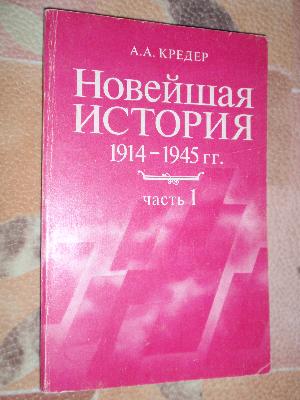 А.А. КРЕДЕР
Новейшая
ИСТОРИЯ
1914–1945 гг.
часть 1